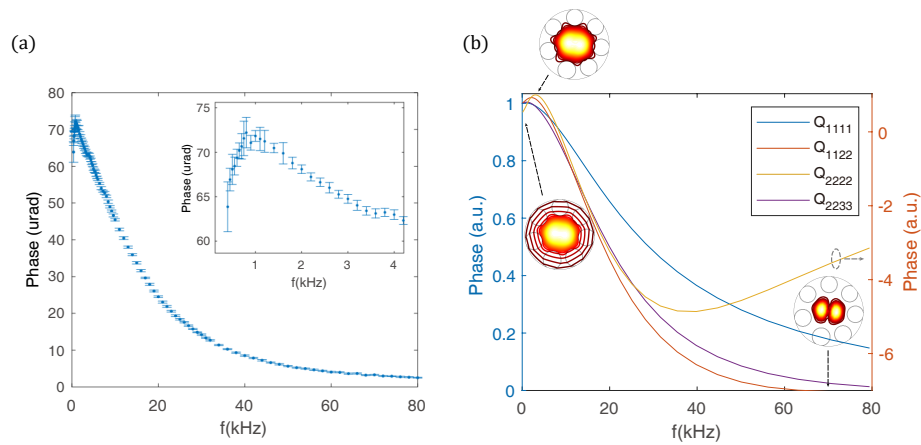 (a)
80
70
60
50
40
30
20
10
0
Phase (urad)
0
20
40
60
80
f(kHz)
75
70
65
60
Phase (urad)
1
2
3
4
f(kHz)
(b)
1
0.8
0.6
0.4
0.2
0
Phase (a.u.)
0
20
40
60
80
f(kHz)
Q1111
Q1122
Q2222
Q2233
0
-2
-4
-6
Phase (a.u.)